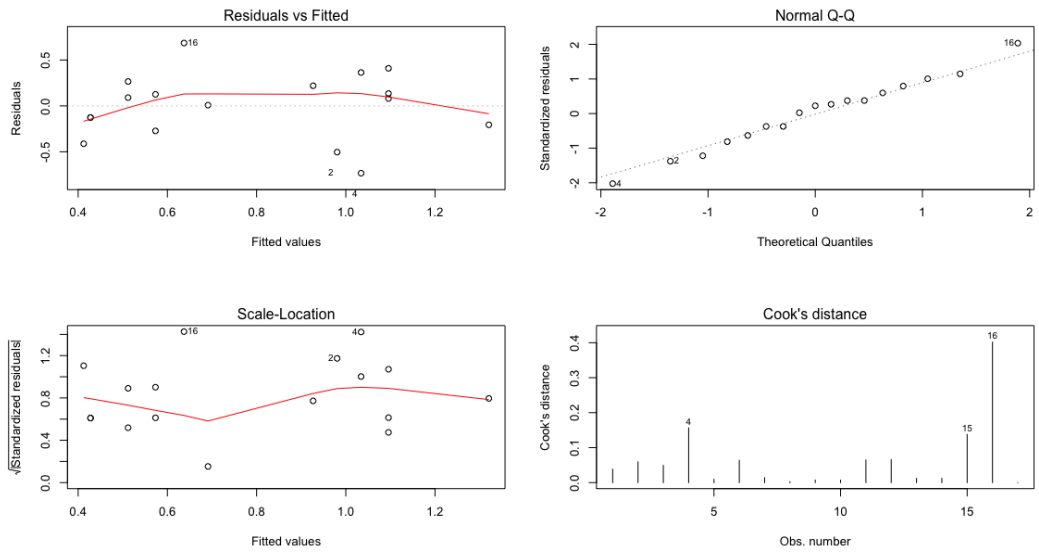 Residuals vs Fitted
Residuals
0.5
0.0
-0.5
16
2
4
0.4 0.6 0.8 1.0 1.2
Fitted values
Normal Q-Q
Standardized residuals
2
1
0
-1
-2
16
2
4
-2 -1 0 1 2
Theoretical Quantiles
Scale-Location
√|Standardized residuals|
1.2
0.8
0.4
0.0
16
4
2
0.4 0.6 0.8 1.0 1.2
Fitted values
Cook's distance
Cook's distance
0.4
0.3
0.2
0.1
0.0
16
4
15
5 10 15
Obs. number